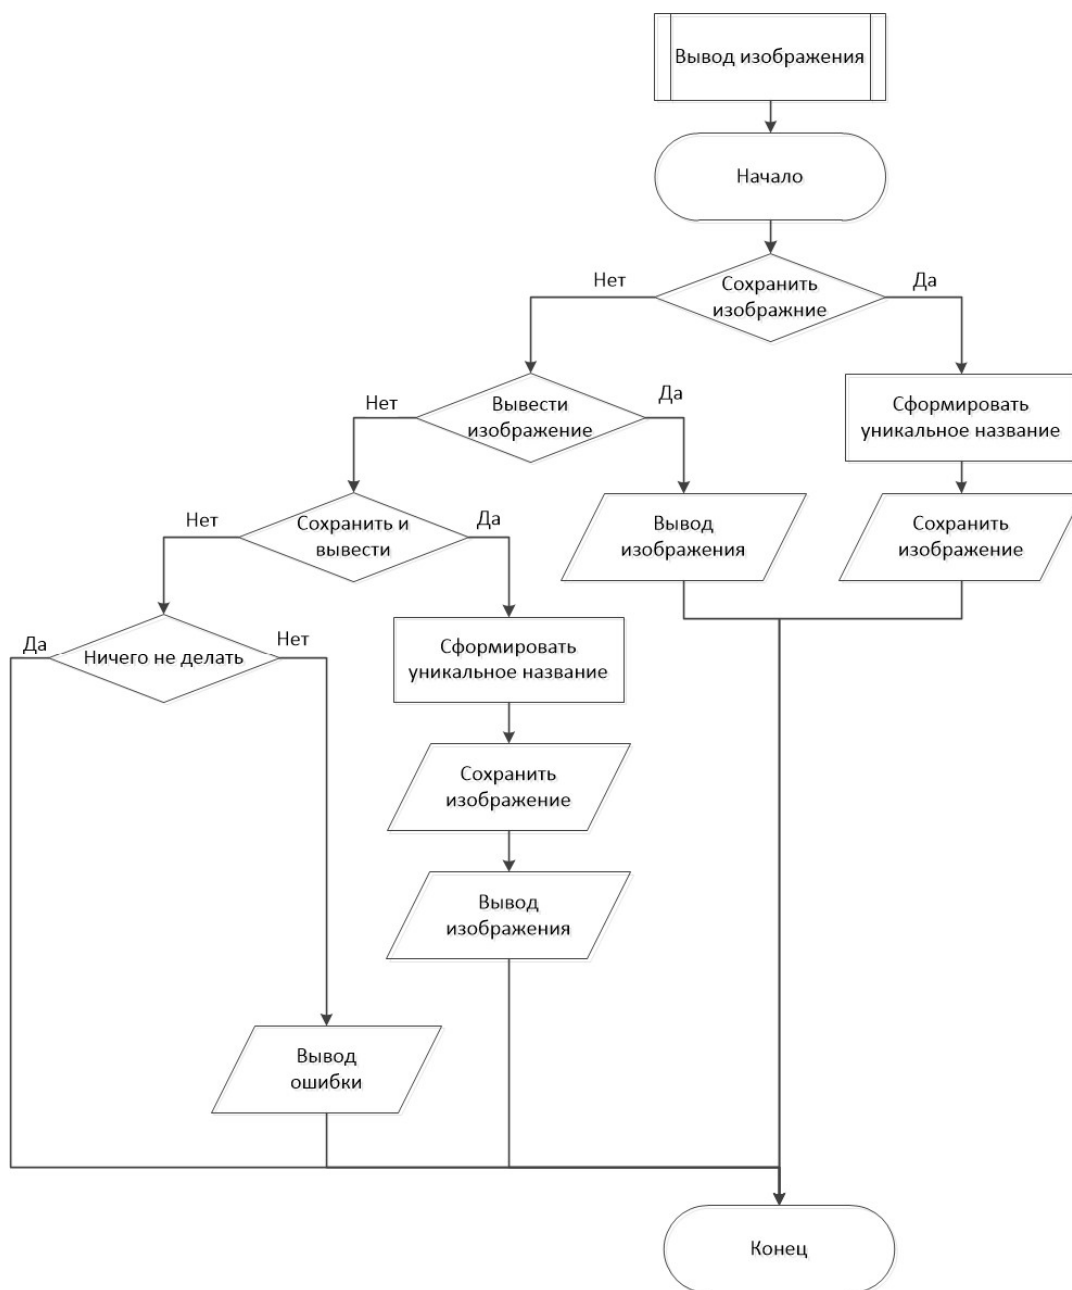 Вывод изображения
Начало
Нет
Да
Сохранить
изображние
Нет
Вывести
изображение
Да
Сформировать
уникальное название
Нет
Сохранить и
вывести
Да
Вывод
изображения
Сохранить
изображение
Да
Ничего не делать
Нет
Сформировать
уникальное название
Сохранить
изображение
Вывод
изображения
Вывод
ошибки
Конец